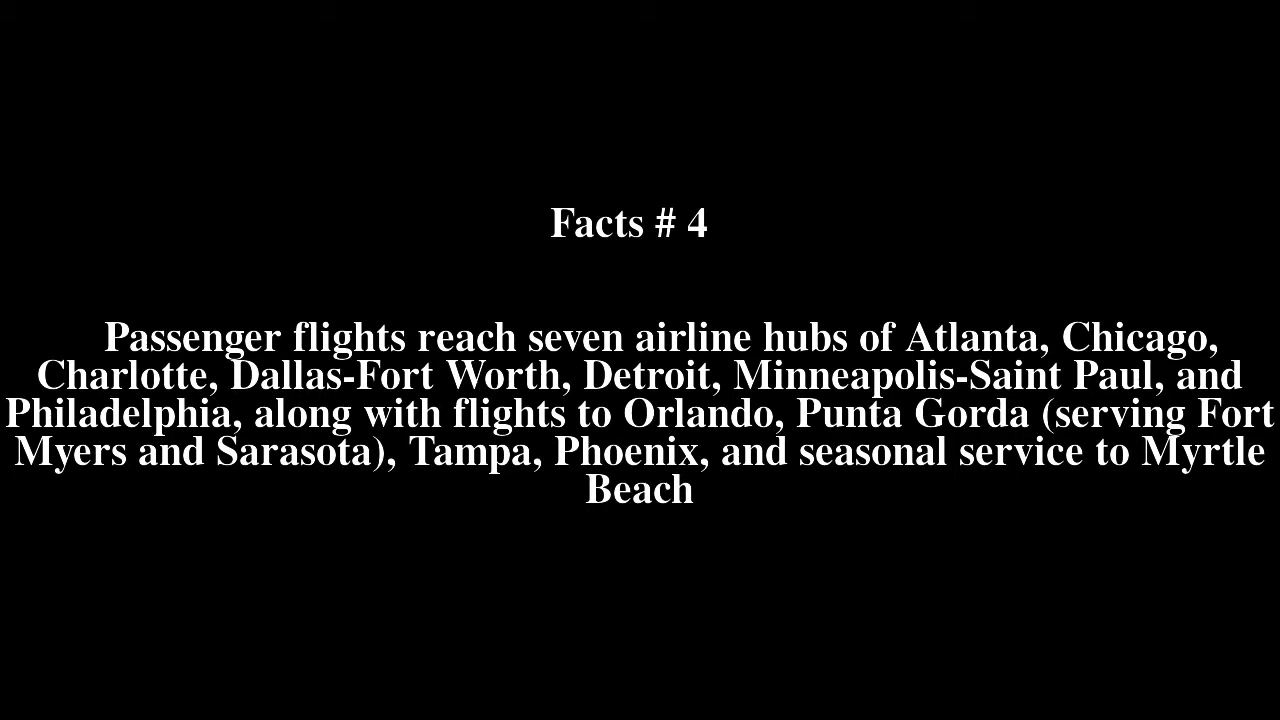 Facts # 4
Passenger flights reach seven airline hubs of Atlanta, Chicago,
Charlotte, Dallas-Fort Worth, Detroit, Minneapolis-Saint Paul, and
Philadelphia, along with flights to Orlando, Punta Gorda (serving Fort
Myers and Sarasota), Tampa, Phoenix, and seasonal service to Myrtle
Beach